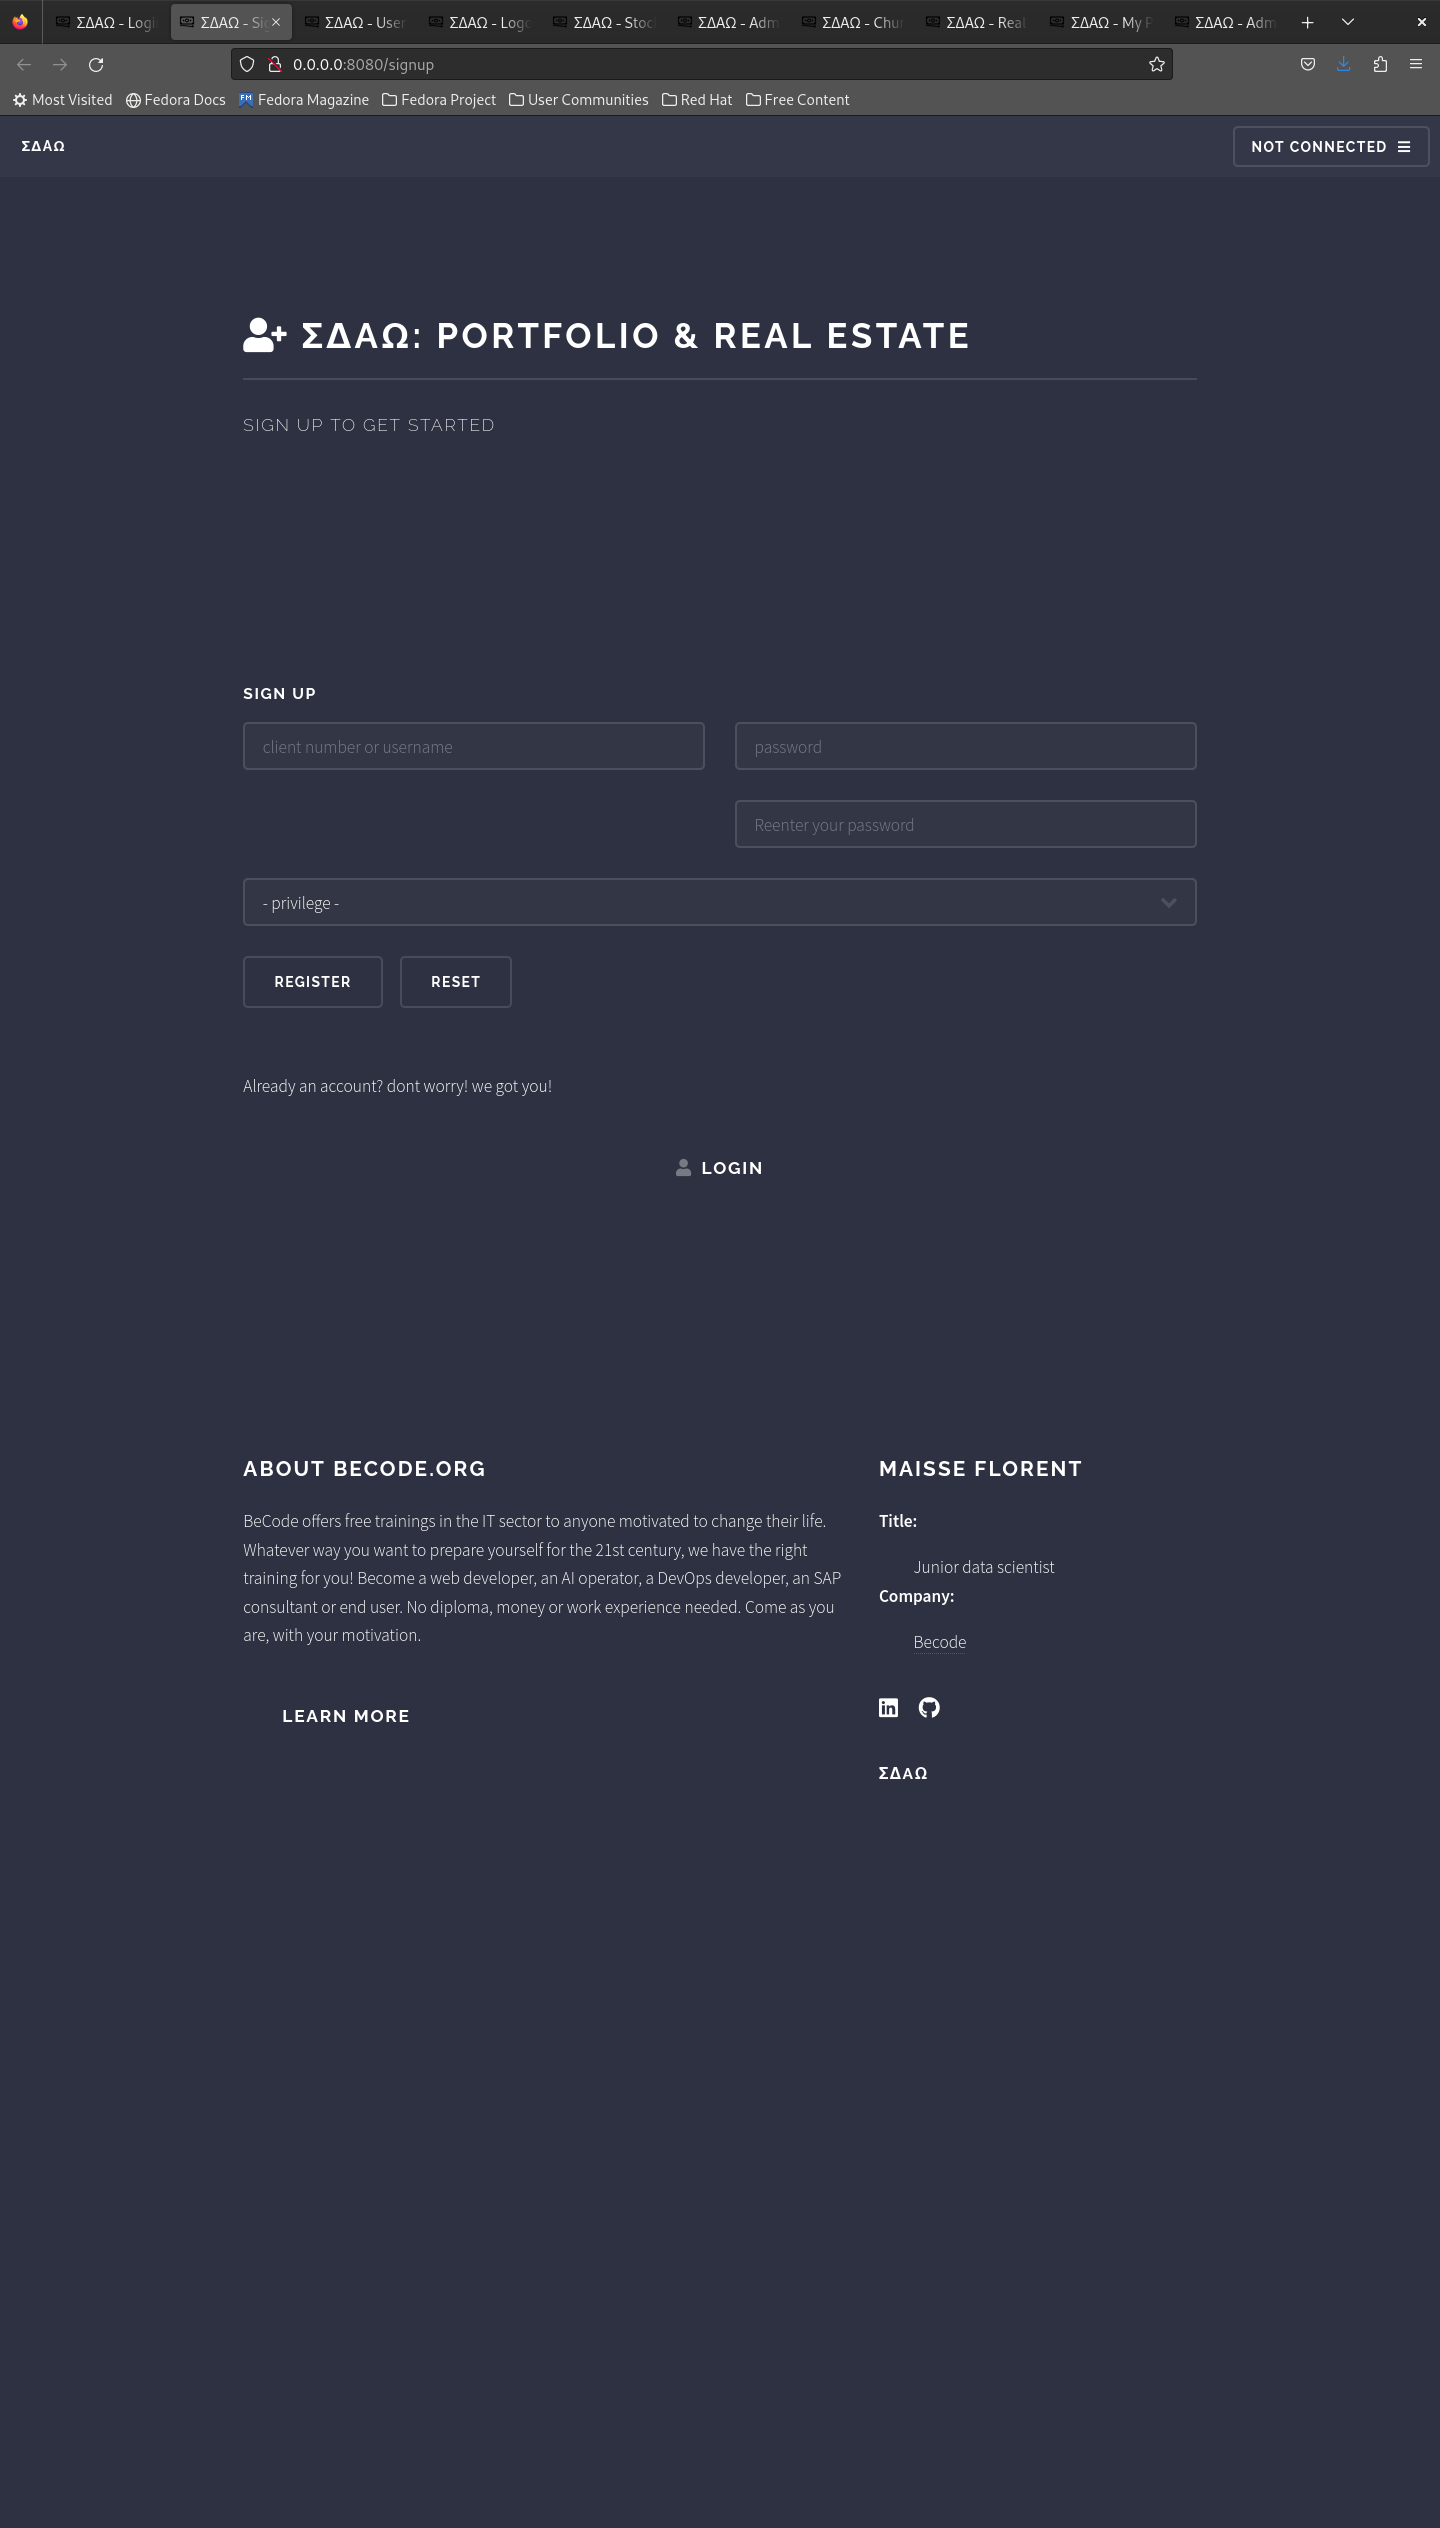 ΣΔΑΩ - Logi
ΣΔΑΩ - Sig
ΣΔΑΩ - User
ΣΔΑΩ - Logo
ΣΔΑΩ - Stoc
ΣΔΑΩ - Adm
ΣΔΑΩ - Chur
ΣΔΑΩ - Real
ΣΔΑΩ - My P
ΣΔΑΩ - Adm
0.0.0.0:8080/signup
Most Visited
Fedora Docs
Fedora Magazine
Fedora Project
User Communities
Red Hat
Free Content
ΣΔΑΩ
NOT CONNECTED
ΣΔΑΩ: PORTFOLIO & REAL ESTATE
SIGN UP TO GET STARTED
SIGN UP
client number or username
password
Reenter your password
- privilege -
REGISTER
RESET
Already an account? dont worry! we got you!
LOGIN
ABOUT BECODE.ORG
BeCode offers free trainings in the IT sector to anyone motivated to change their life.
Whatever way you want to prepare yourself for the 21st century, we have the right
training for you! Become a web developer, an AI operator, a DevOps developer, an SAP
consultant or end user. No diploma, money or work experience needed. Come as you
are, with your motivation.
LEARN MORE
MAISSE FLORENT
Title:
Junior data scientist
Company:
Becode
ΣΔΑΩ